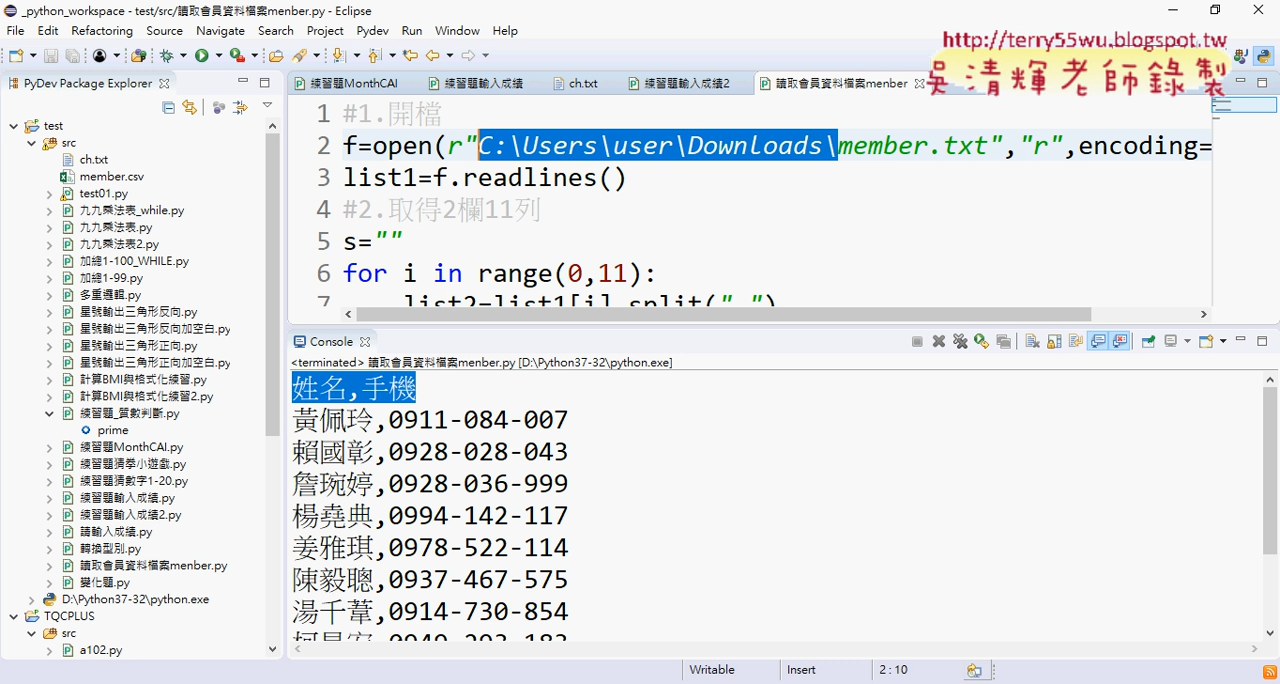 _python_workspace - test/src/讀取會員資料檔案menber.py - Eclipse
File Edit Refactoring Source Navigate Search Project Pydev Run Window Help
http://terry55wu.blogspot.tw
吳清輝老師錄製
PyDev Package Explorer
練習題MonthCAI
練習題輸入成績
ch.txt
練習題輸入成績2
讀取會員資料檔案menber
test
src
ch.txt
member.csv
test01.py
九九乘法表_while.py
九九乘法表.py
九九乘法表2.py
加總1-100_WHILE.py
加總1-99.py
多重邏輯.py
星號輸出三角形反向.py
星號輸出三角形反向加空白.py
星號輸出三角形正向.py
星號輸出三角形正向加空白.py
計算BMI與格式化練習.py
計算BMI與格式化練習2.py
練習題_質數判斷.py
prime
練習題MonthCAI.py
練習題猜拳小遊戲.py
練習題猜數字1-20.py
練習題輸入成績.py
練習題輸入成績2.py
請輸入成績.py
轉換型別.py
讀取會員資料檔案menber.py
變化題.py
D:\Python37-32\python.exe
TQCPLUS
src
a102.py
1 #1.開檔
2 f=open(r"C:\Users\user\Downloads\member.txt","r",encoding=
3 list1=f.readlines()
4 #2.取得2欄11列
5 s=""
6 for i in range(0,11):
7 list2=list1[i].split(",")
Console
<terminated> 讀取會員資料檔案menber.py [D:\Python37-32\python.exe]
姓名,手機
黃佩玲,0911-084-007
賴國彰,0928-028-043
詹琬婷,0928-036-999
楊堯典,0994-142-117
姜雅琪,0978-522-114
陳毅聰,0937-467-575
湯千葦,0914-730-854
Writable Insert 2 : 10